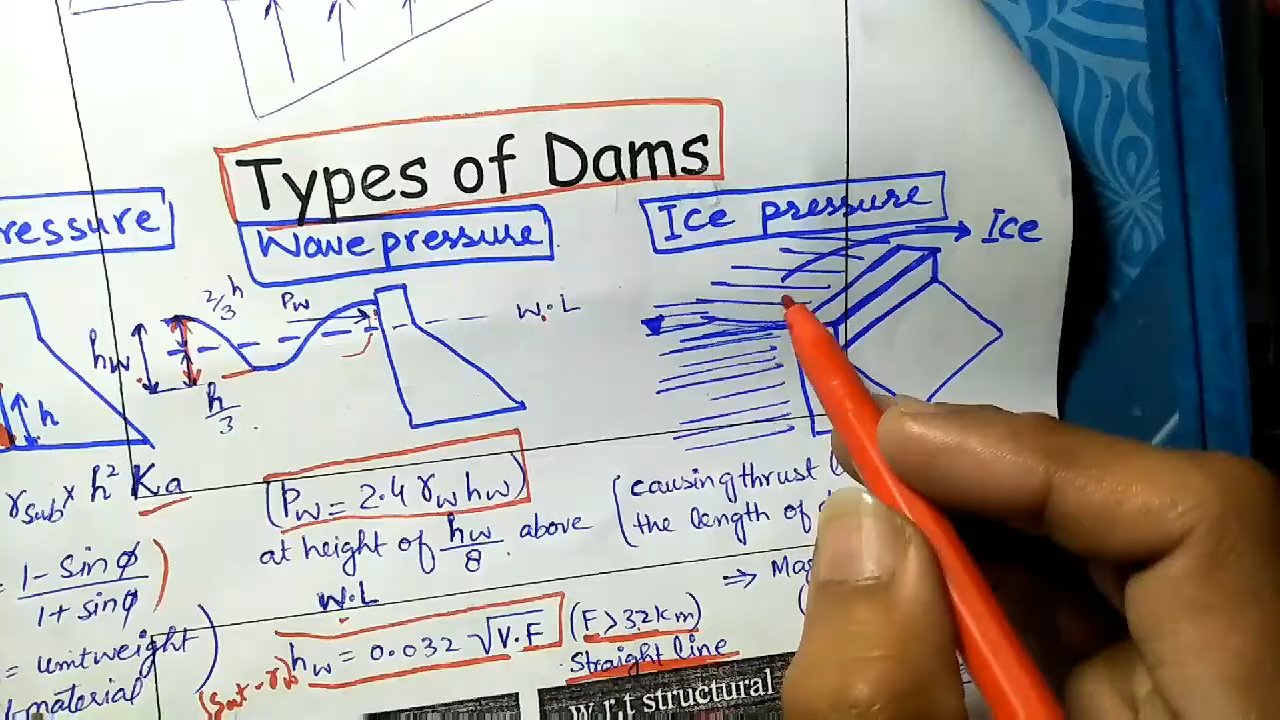 Types of Dams
ressure
Wave pressure
Ice pressure
Ice
2/3 h
Pw
W.L
hw
h/3
h
γsub × h² Ka
= 1 - sin φ / 1 + sin φ
= unit weight
material
(Pw = 2.4 γw hw)
at height of hw/8 above
W.L
hw = 0.032 √V.F (F > 32 km)
Straight line
(causing thrust
the length of
⇒ Mag
w.r.t structural